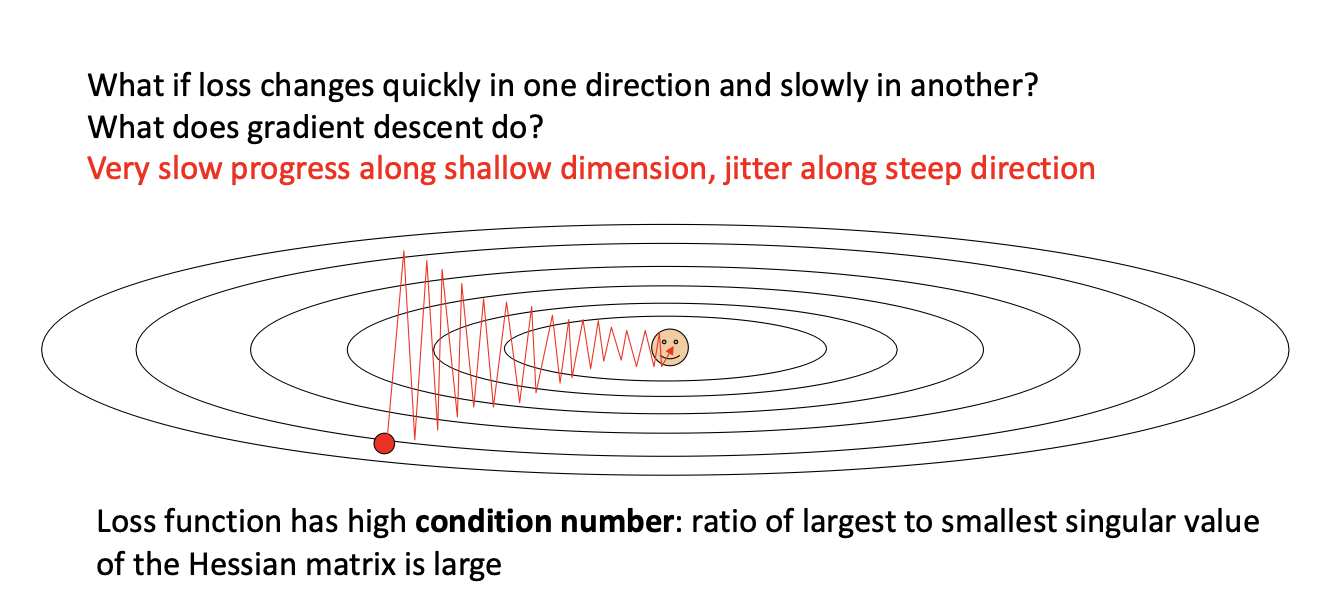 What if loss changes quickly in one direction and slowly in another?
What does gradient descent do?
Very slow progress along shallow dimension, jitter along steep direction
Loss function has high condition number: ratio of largest to smallest singular value
of the Hessian matrix is large